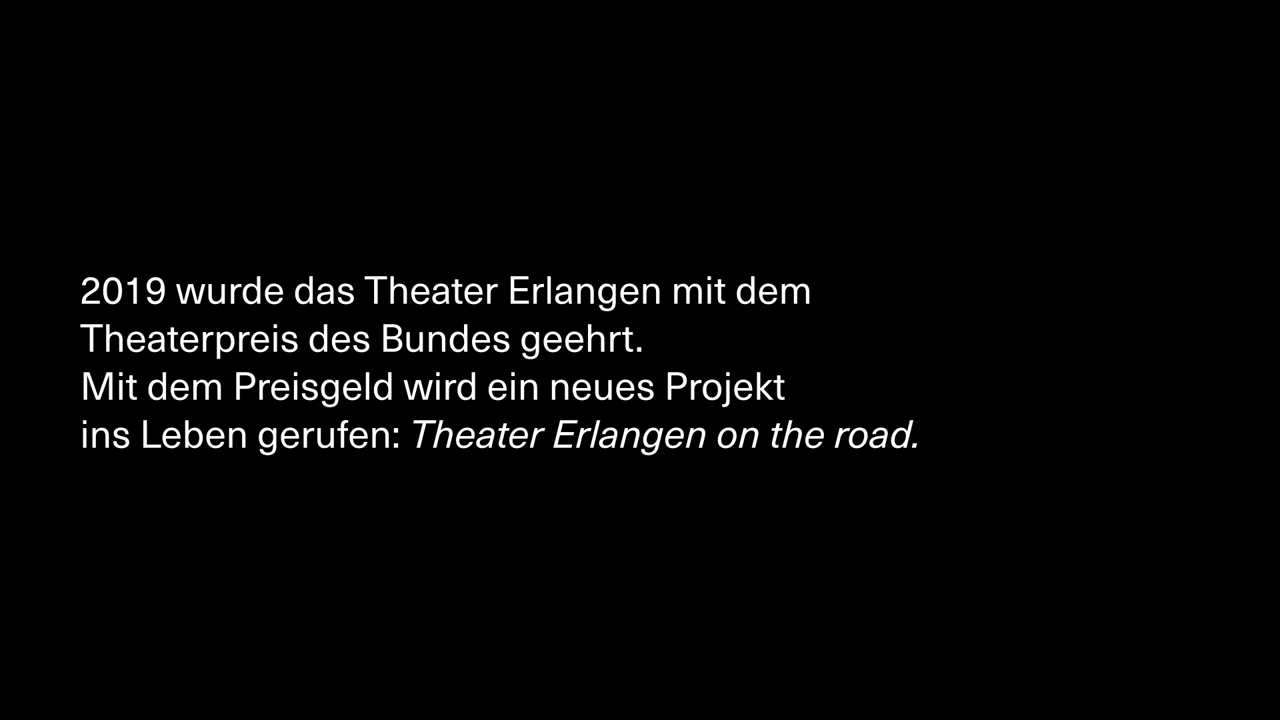 2019 wurde das Theater Erlangen mit dem
Theaterpreis des Bundes geehrt.
Mit dem Preisgeld wird ein neues Projekt
ins Leben gerufen: Theater Erlangen on the road.